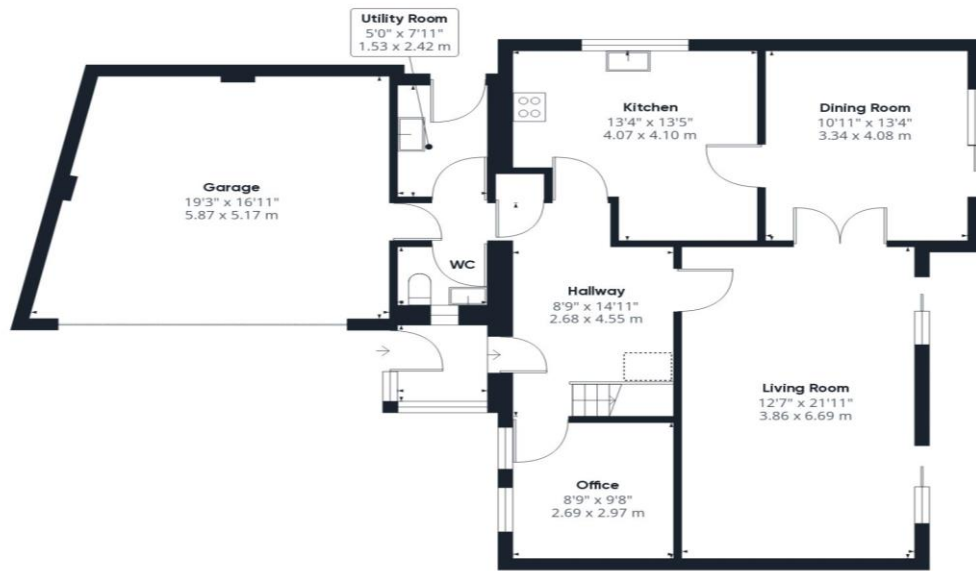 Utility Room
5'0" x 7'11"
1.53 x 2.42 m
Kitchen
13'4" x 13'5"
4.07 x 4.10 m
Dining Room
10'11" x 13'4"
3.34 x 4.08 m
Garage
19'3" x 16'11"
5.87 x 5.17 m
WC
Hallway
8'9" x 14'11"
2.68 x 4.55 m
Living Room
12'7" x 21'11"
3.86 x 6.69 m
Office
8'9" x 9'8"
2.69 x 2.97 m